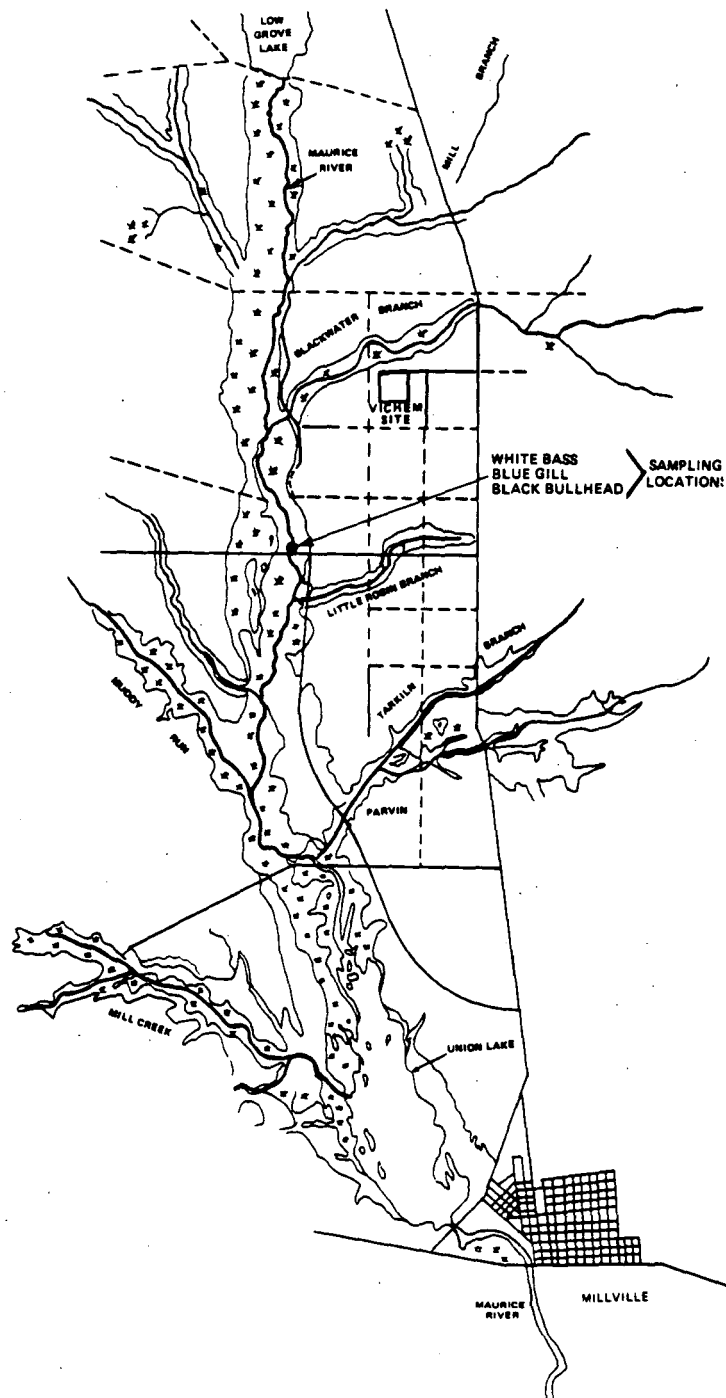 LOW
GROVE
LAKE
BRANCH
MILL
MAURICE
RIVER
BLACKWATER BRANCH
VICHEM
SITE
WHITE BASS
BLUE GILL
BLACK BULLHEAD
SAMPLING
LOCATIONS
LITTLE ROBIN BRANCH
MUDDY RUN
TARKILN BRANCH
PARVIN
MILL CREEK
UNION LAKE
MAURICE
RIVER
MILLVILLE